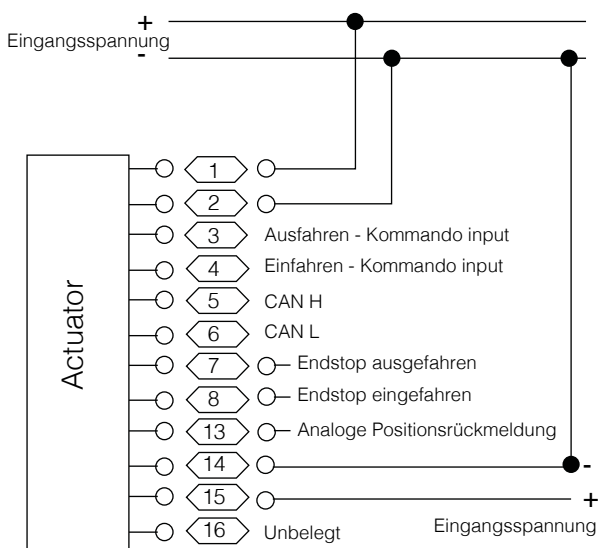 +
Eingangsspannung
-
1
2
3 Ausfahren - Kommando input
4 Einfahren - Kommando input
5 CAN H
6 CAN L
7 Endstop ausgefahren
8 Endstop eingefahren
13 Analoge Positionsrückmeldung
14 -
15 +
16 Unbelegt
Eingangsspannung
Actuator